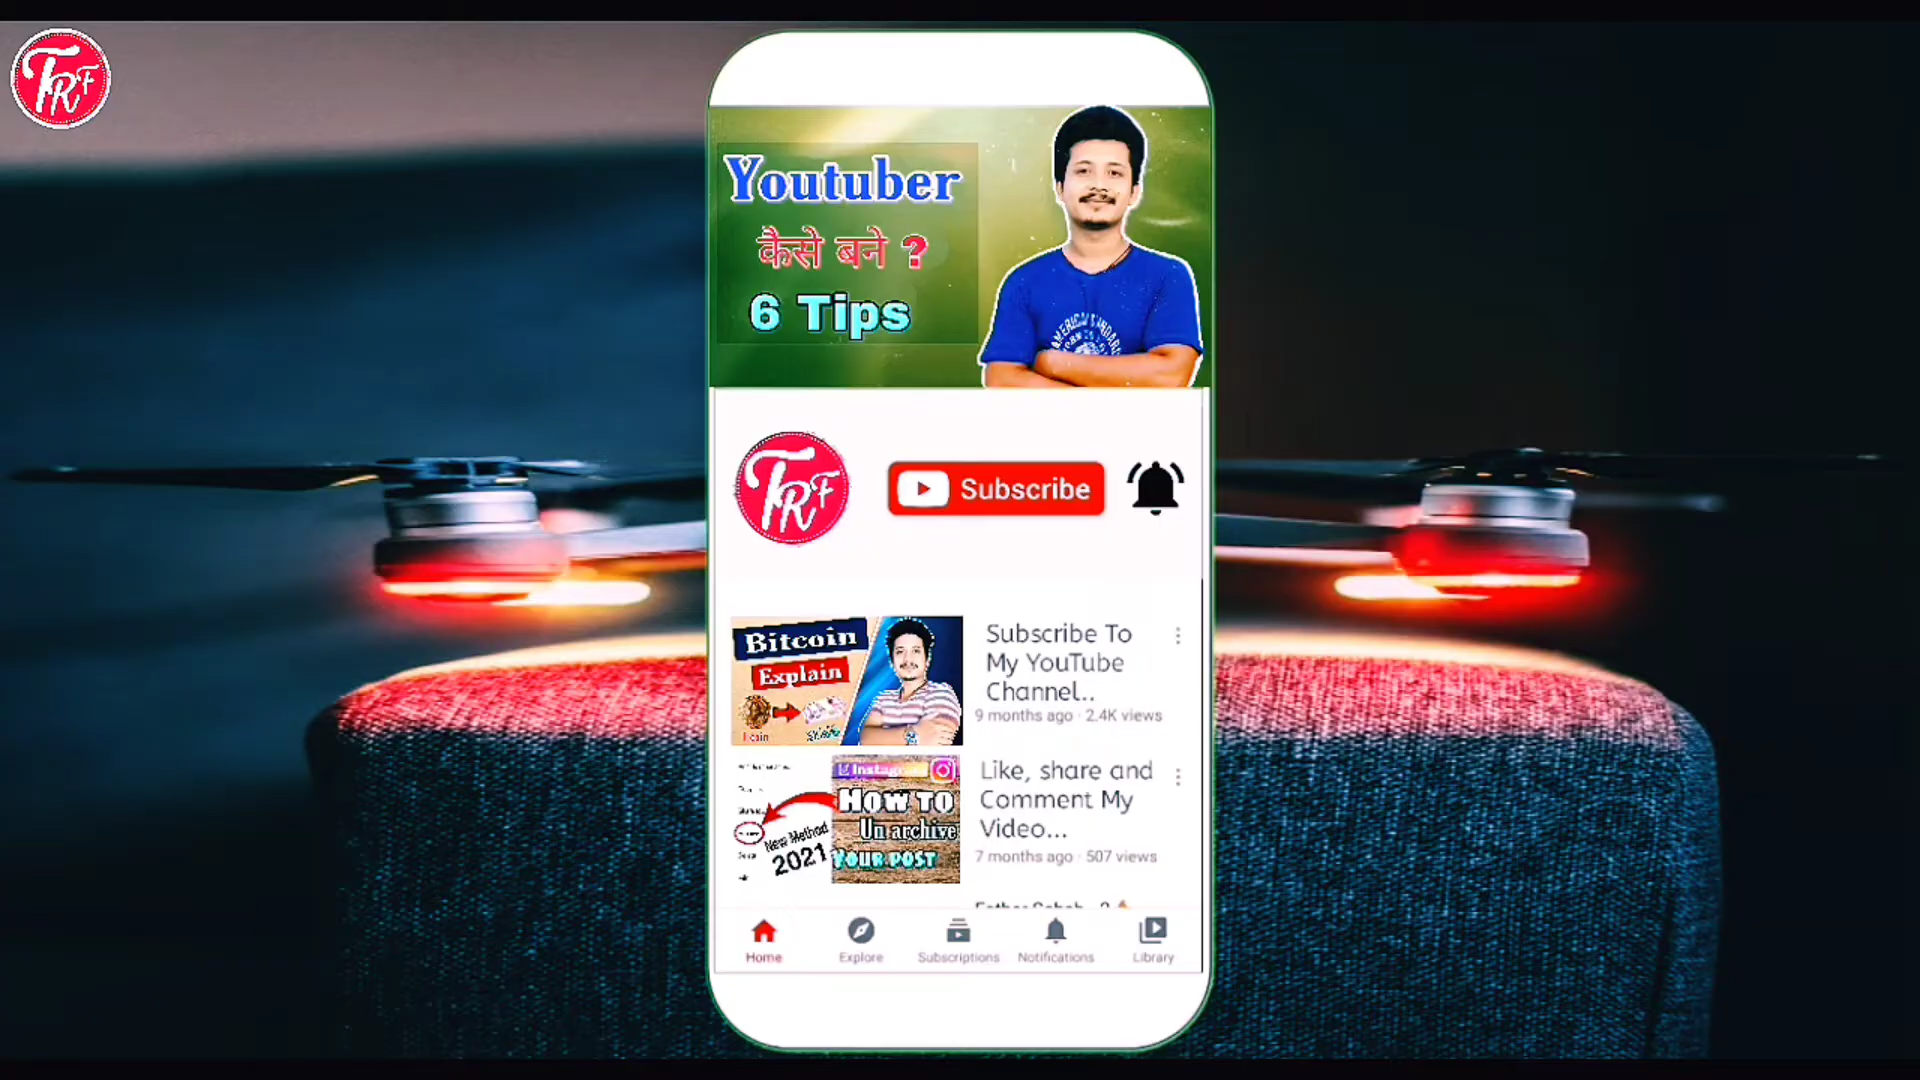 TRF
Youtuber
कैसे बने ?
6 Tips
AMERICAN STANDARD
TRF
Subscribe
Bitcoin
Explain
Subscribe To
My YouTube
Channel..
9 months ago · 2.4K views
Instagram
How to
Un archive
Your post
New Method
2021
Like, share and
Comment My
Video...
7 months ago · 507 views
Home
Explore
Subscriptions
Notifications
Library